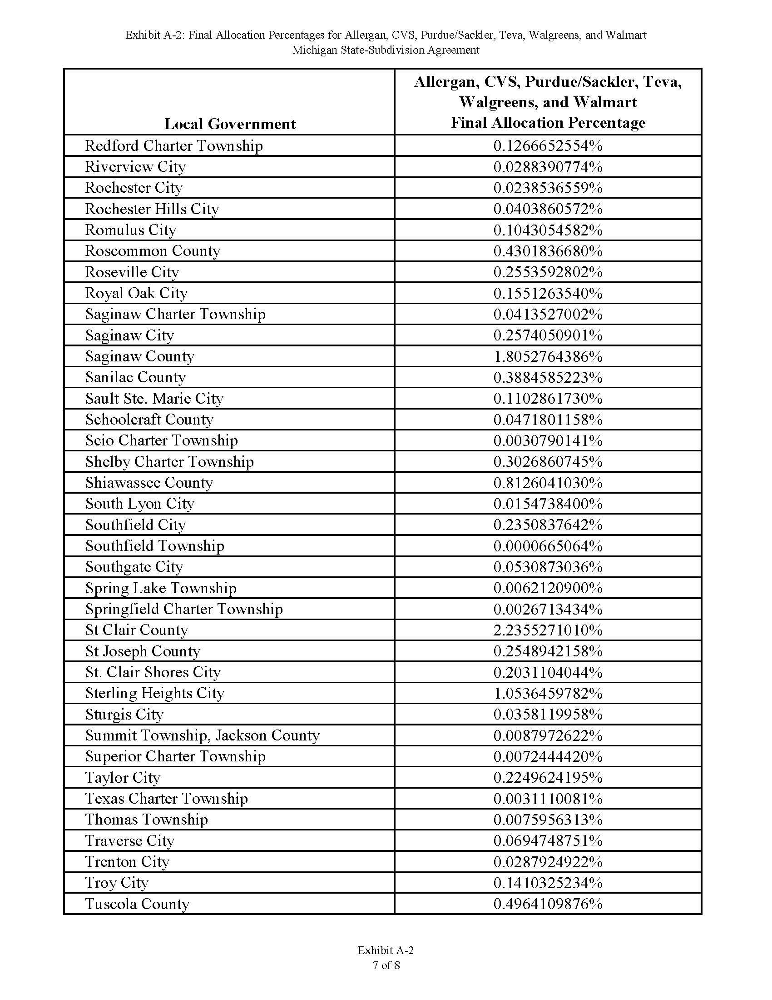 Exhibit A-2: Final Allocation Percentages for Allergan, CVS, Purdue/Sackler, Teva, Walgreens, and Walmart
Michigan State-Subdivision Agreement
Local Government
Allergan, CVS, Purdue/Sackler, Teva,
Walgreens, and Walmart
Final Allocation Percentage
Redford Charter Township 0.1266652554%
Riverview City 0.0288390774%
Rochester City 0.0238536559%
Rochester Hills City 0.0403860572%
Romulus City 0.1043054582%
Roscommon County 0.4301836680%
Roseville City 0.2553592802%
Royal Oak City 0.1551263540%
Saginaw Charter Township 0.0413527002%
Saginaw City 0.2574050901%
Saginaw County 1.8052764386%
Sanilac County 0.3884585223%
Sault Ste. Marie City 0.1102861730%
Schoolcraft County 0.0471801158%
Scio Charter Township 0.0030790141%
Shelby Charter Township 0.3026860745%
Shiawassee County 0.8126041030%
South Lyon City 0.0154738400%
Southfield City 0.2350837642%
Southfield Township 0.0000665064%
Southgate City 0.0530873036%
Spring Lake Township 0.0062120900%
Springfield Charter Township 0.0026713434%
St Clair County 2.2355271010%
St Joseph County 0.2548942158%
St. Clair Shores City 0.2031104044%
Sterling Heights City 1.0536459782%
Sturgis City 0.0358119958%
Summit Township, Jackson County 0.0087972622%
Superior Charter Township 0.0072444420%
Taylor City 0.2249624195%
Texas Charter Township 0.0031110081%
Thomas Township 0.0075956313%
Traverse City 0.0694748751%
Trenton City 0.0287924922%
Troy City 0.1410325234%
Tuscola County 0.4964109876%
Exhibit A-2
7 of 8